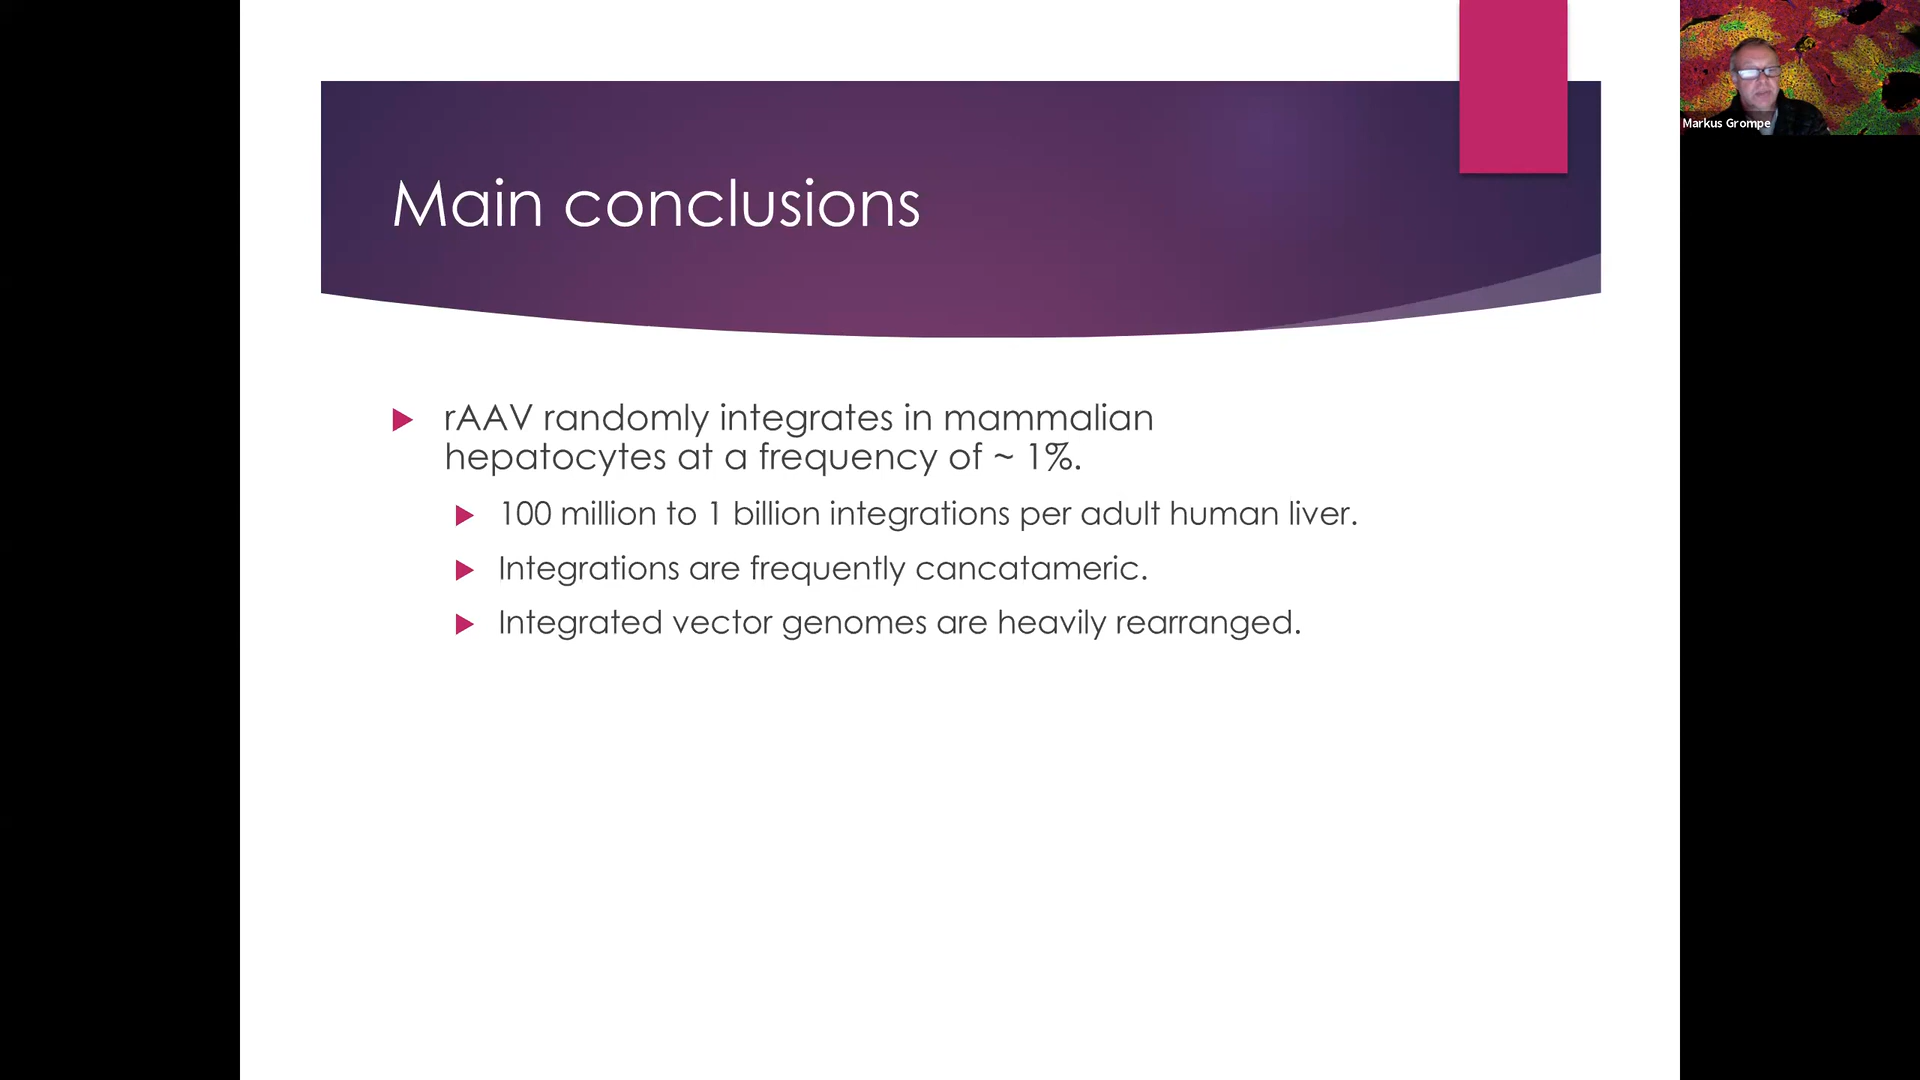 Main conclusions
rAAV randomly integrates in mammalian
hepatocytes at a frequency of ~ 1%.
100 million to 1 billion integrations per adult human liver.
Integrations are frequently cancatameric.
Integrated vector genomes are heavily rearranged.
Markus Grompe